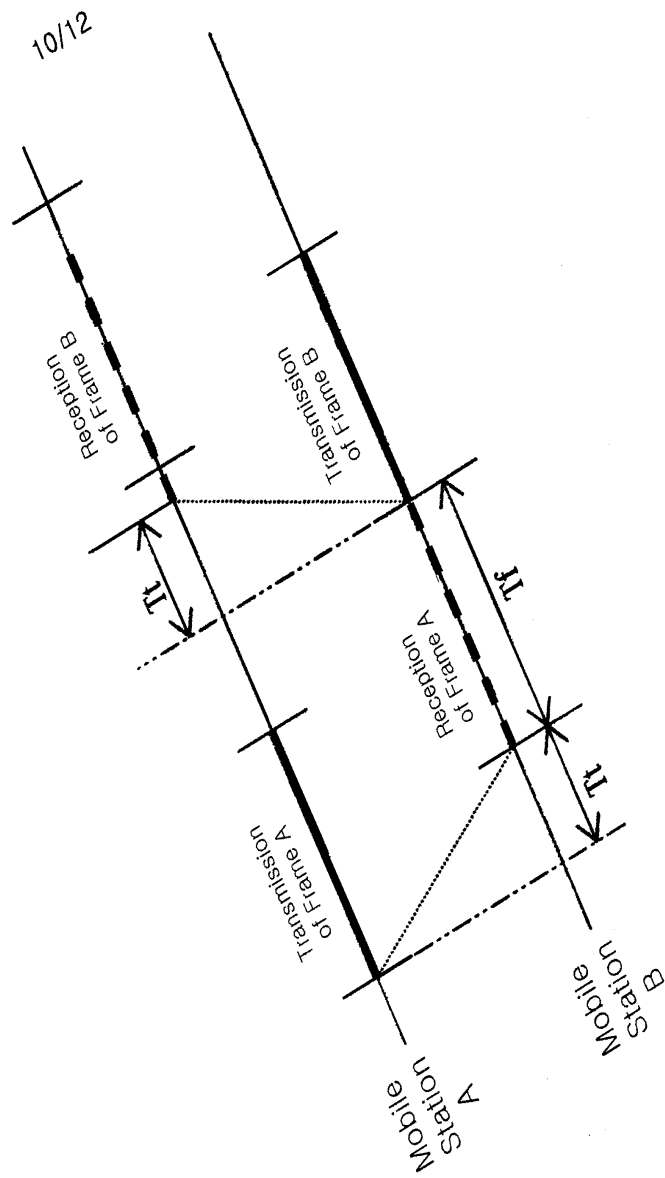 10/12
Mobile
Station
A
Transmission
of Frame A
Tt
Reception
of Frame B
Mobile
Station
B
Tt
Reception
of Frame A
Tf
Transmission
of Frame B